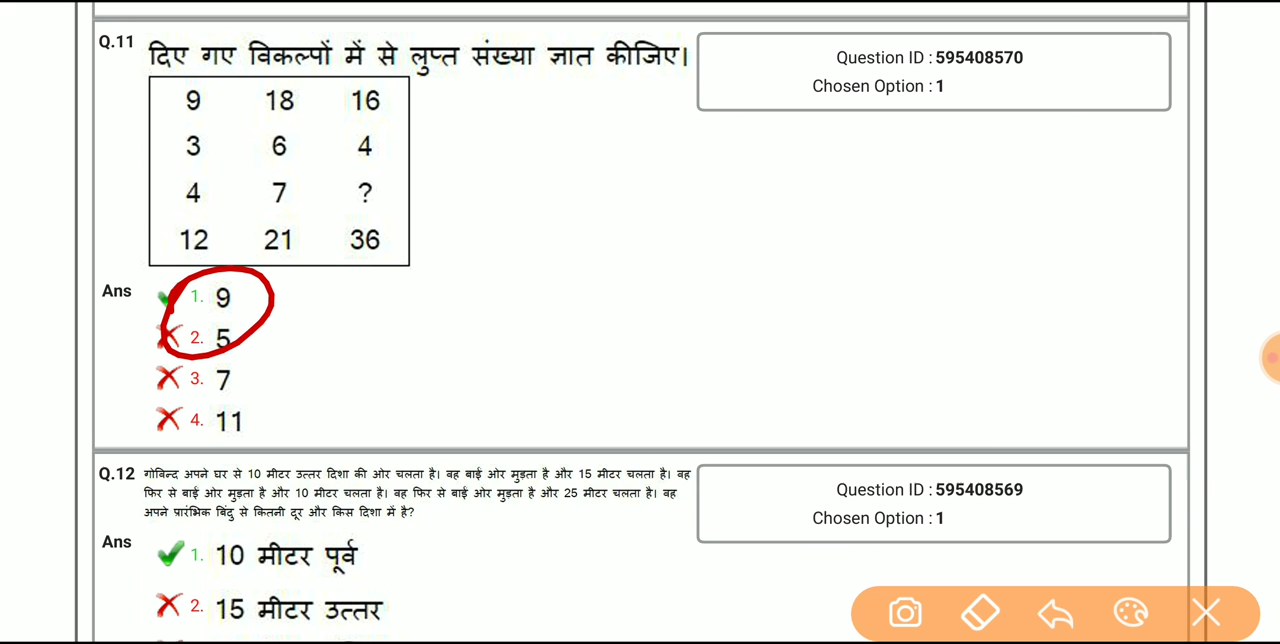 Q.11 दिए गए विकल्पों में से लुप्त संख्या ज्ञात कीजिए।
Question ID : 595408570
Chosen Option : 1
9 18 16
3 6 4
4 7 ?
12 21 36
Ans 1. 9
2. 5
3. 7
4. 11
Q.12 गोबिन्द अपने घर से 10 मीटर उत्तर दिशा की ओर चलता है। वह बाईं ओर मुड़ता है और 15 मीटर चलता है। वह
फिर से बाईं ओर मुड़ता है और 10 मीटर चलता है। वह फिर से बाईं ओर मुड़ता है और 25 मीटर चलता है। वह
अपने प्रारंभिक बिंदु से कितनी दूर और किस दिशा में है?
Question ID : 595408569
Chosen Option : 1
Ans 1. 10 मीटर पूर्व
2. 15 मीटर उत्तर